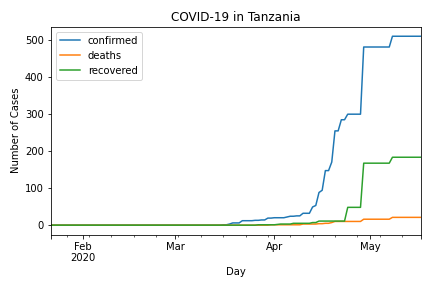 COVID-19 in Tanzania
confirmed
deaths
recovered
Number of Cases
500
400
300
200
100
0
Feb
2020
Mar
Apr
May
Day